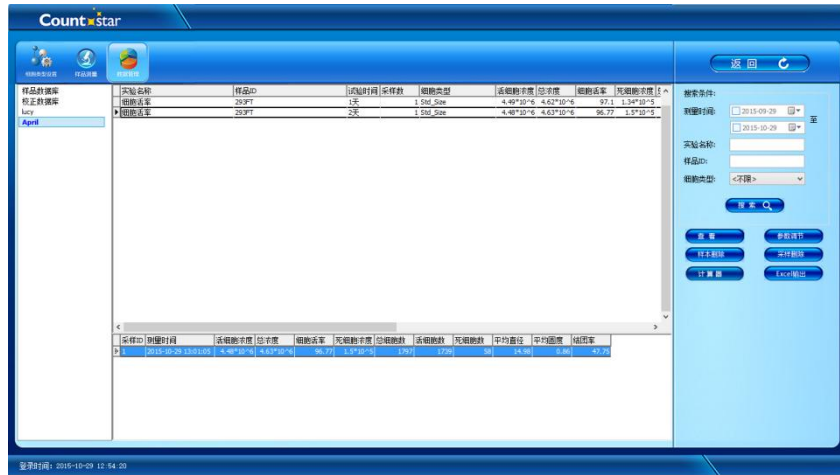 Countstar
细胞类型设置 样品测量 数据管理
返 回
样品数据库
校正数据库
lucy
April
实验名称 样品ID 试验时间 采样数 细胞类型 活细胞浓度 总浓度 细胞活率 死细胞浓度
细胞活率 293FT 1天 1 Std_Size 4.49*10^6 4.62*10^6 97.1 1.34*10^5
细胞活率 293FT 2天 1 Std_Size 4.48*10^6 4.63*10^6 96.77 1.5*10^5
搜索条件:
测量时间: 2015-09-29 至
2015-10-29
实验名称:
样品ID:
细胞类型: <不限>
搜 索
查 看 参数调节
样本删除 采样删除
计 算 器 Excel输出
采样ID 测量时间 活细胞浓度 总浓度 细胞活率 死细胞浓度 总细胞数 活细胞数 死细胞数 平均直径 平均圆度 结团率
1 2015-10-29 13:01:05 4.48*10^6 4.63*10^6 96.77 1.5*10^5 1797 1739 58 14.98 0.86 47.75
登录时间: 2015-10-29 12:54:20